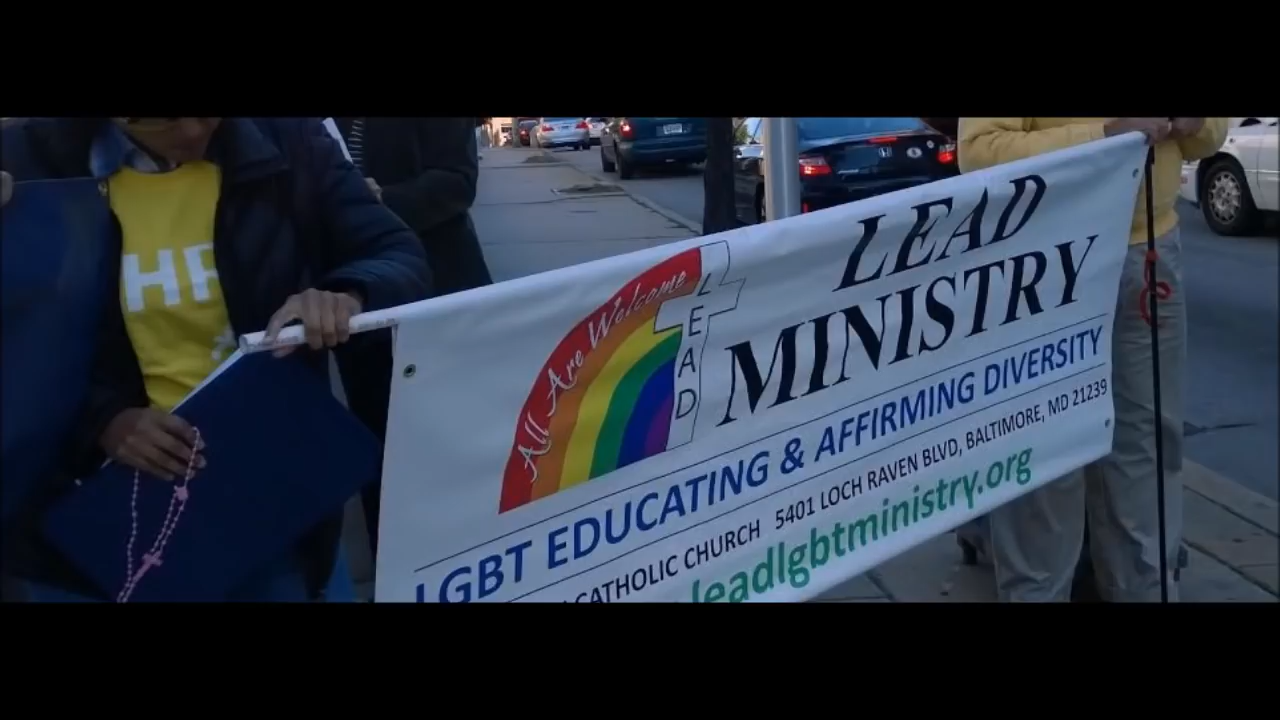 HR
All Are Welcome
LEAD
LEAD
MINISTRY
LGBT EDUCATING & AFFIRMING DIVERSITY
CATHOLIC CHURCH 5401 LOCH RAVEN BLVD, BALTIMORE, MD 21239
leadlgbtministry.org